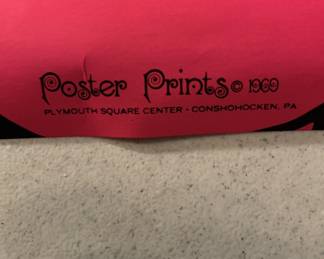 Poster Prints © 1969
PLYMOUTH SQUARE CENTER - CONSHOHOCKEN, PA